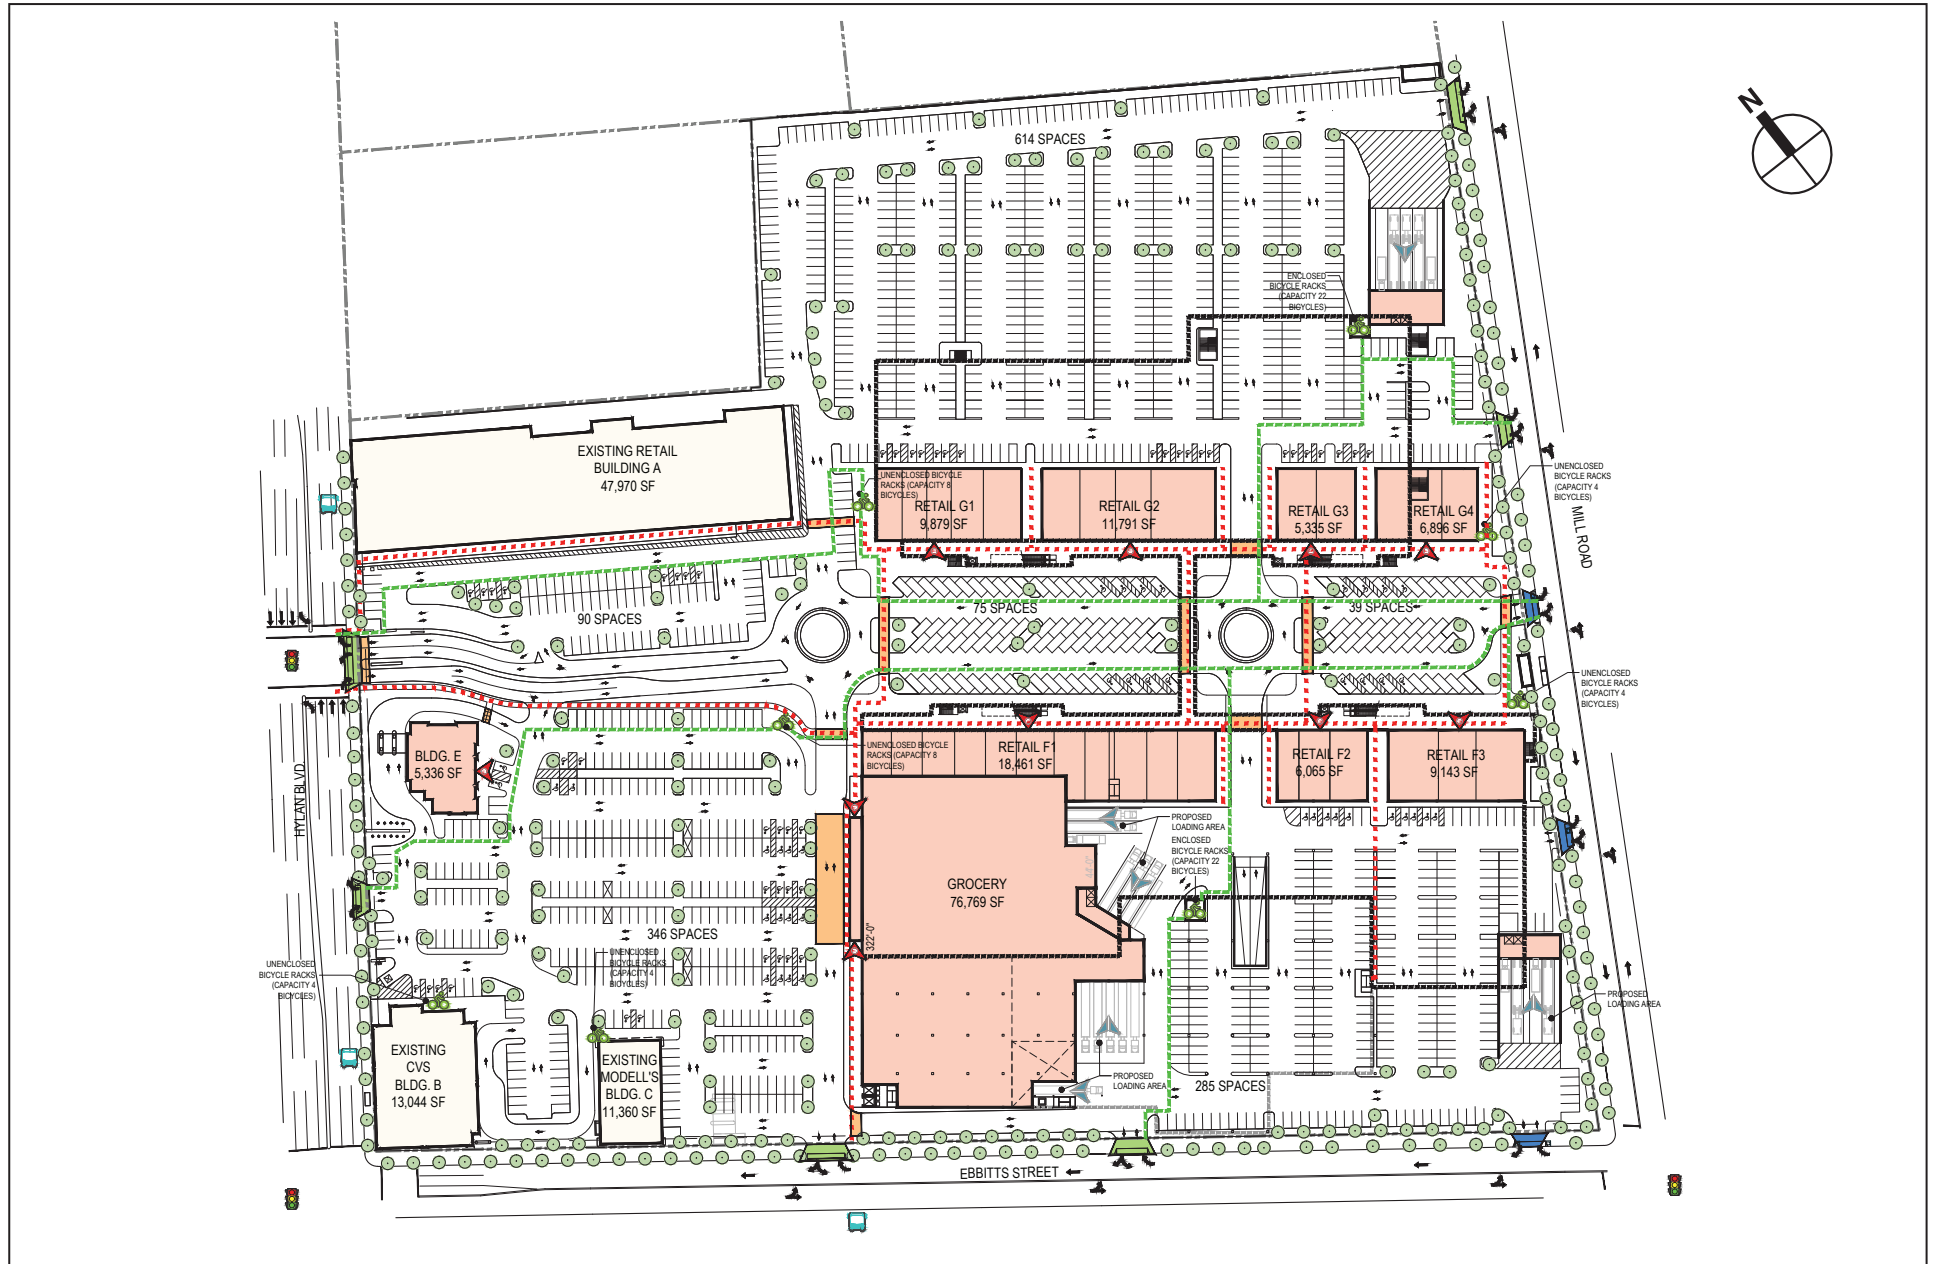 N
614 SPACES
ENCLOSED
BICYCLE RACKS
(CAPACITY 22
BICYCLES)
EXISTING RETAIL
BUILDING A
47,970 SF
UNENCLOSED BICYCLE
RACKS (CAPACITY 8
BICYCLES)
RETAIL G1
9,879 SF
RETAIL G2
11,791 SF
RETAIL G3
5,335 SF
RETAIL G4
6,896 SF
UNENCLOSED
BICYCLE RACKS
(CAPACITY 4
BICYCLES)
MILL ROAD
90 SPACES
75 SPACES
39 SPACES
UNENCLOSED
BICYCLE RACKS
(CAPACITY 4
BICYCLES)
HYLAN BLVD.
BLDG. E
5,336 SF
UNENCLOSED BICYCLE
RACKS (CAPACITY 8
BICYCLES)
RETAIL F1
18,461 SF
RETAIL F2
6,065 SF
RETAIL F3
9,143 SF
PROPOSED
LOADING AREA
ENCLOSED
BICYCLE RACKS
(CAPACITY 22
BICYCLES)
GROCERY
76,769 SF
322'-0"
346 SPACES
UNENCLOSED
BICYCLE RACKS
(CAPACITY 4
BICYCLES)
UNENCLOSED
BICYCLE RACKS
(CAPACITY 4
BICYCLES)
PROPOSED
LOADING AREA
EXISTING
CVS
BLDG. B
13,044 SF
EXISTING
MODELL'S
BLDG. C
11,360 SF
PROPOSED
LOADING AREA
285 SPACES
EBBITTS STREET